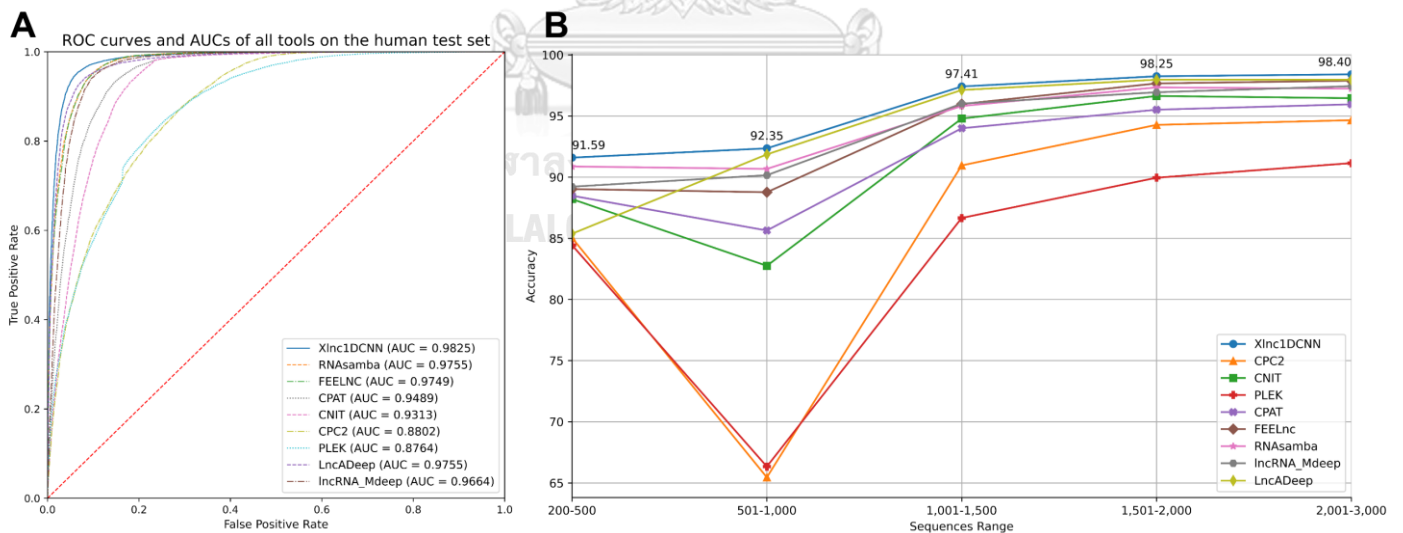 A
ROC curves and AUCs of all tools on the human test set
True Positive Rate
1.0
0.8
0.6
0.4
0.2
0.0
0.0
0.2
0.4
0.6
0.8
1.0
False Positive Rate
Xlnc1DCNN (AUC = 0.9825)
RNAsamba (AUC = 0.9755)
FEELNC (AUC = 0.9749)
CPAT (AUC = 0.9489)
CNIT (AUC = 0.9313)
CPC2 (AUC = 0.8802)
PLEK (AUC = 0.8764)
LncADeep (AUC = 0.9755)
lncRNA_Mdeep (AUC = 0.9664)
B
Accuracy
100
95
90
85
80
75
70
65
91.59
92.35
97.41
98.25
98.40
200-500
501-1,000
1,001-1,500
1,501-2,000
2,001-3,000
Sequences Range
Xlnc1DCNN
CPC2
CNIT
PLEK
CPAT
FEELnc
RNAsamba
lncRNA_Mdeep
LncADeep